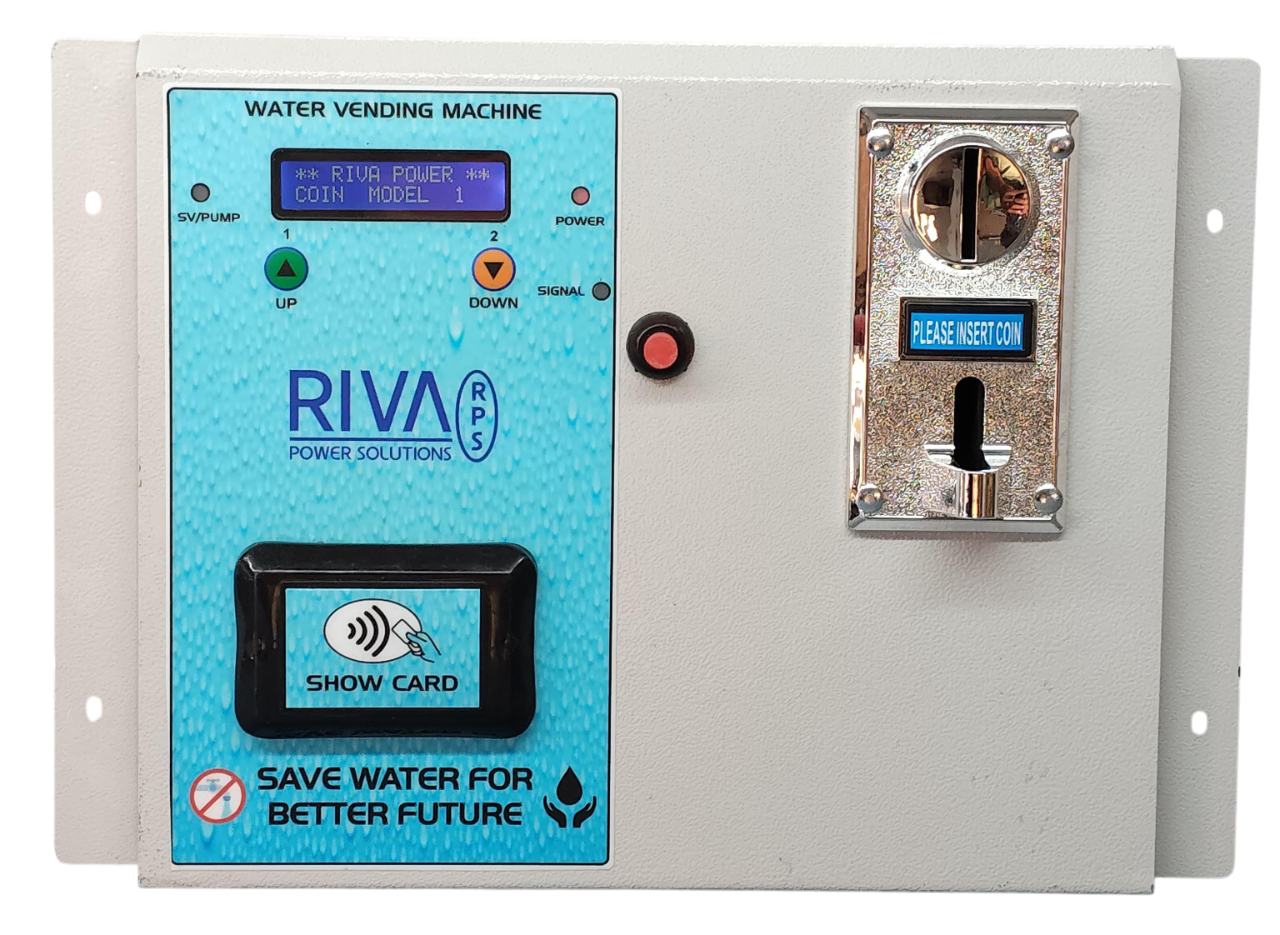 WATER VENDING MACHINE
** RIVA POWER **
COIN MODEL 1
SV/PUMP
POWER
1
2
UP
DOWN
SIGNAL
PLEASE INSERT COIN
RIVA
RPS
POWER SOLUTIONS
SHOW CARD
SAVE WATER FOR
BETTER FUTURE